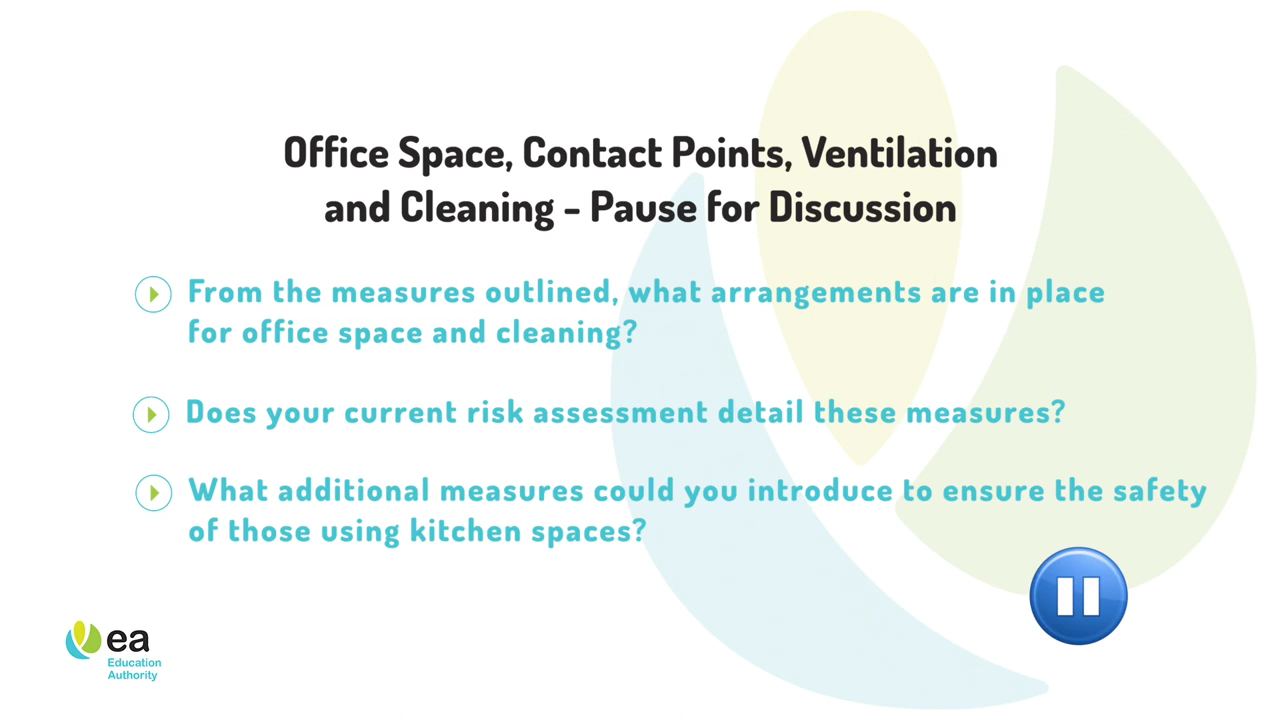 Office Space, Contact Points, Ventilation
and Cleaning - Pause for Discussion
From the measures outlined, what arrangements are in place
for office space and cleaning?
Does your current risk assessment detail these measures?
What additional measures could you introduce to ensure the safety
of those using kitchen spaces?
ea
Education
Authority